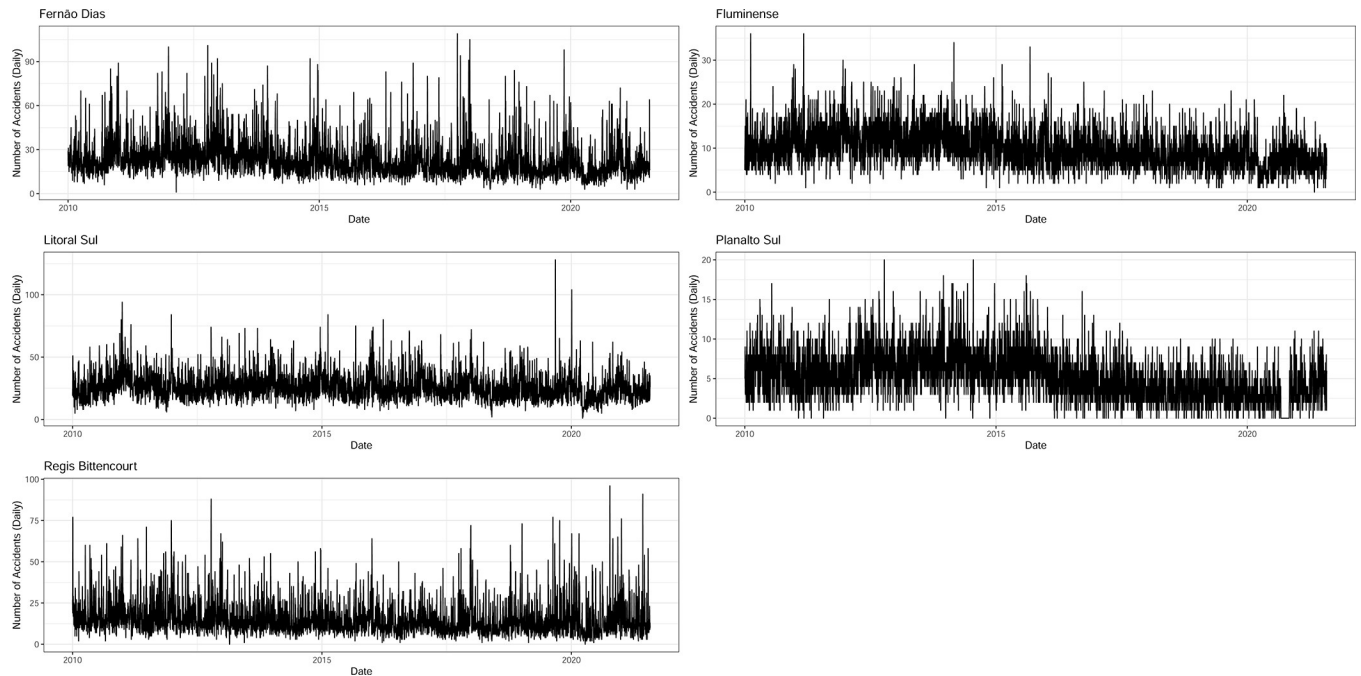 Fernão Dias
Number of Accidents (Daily)
90
60
30
0
2010
2015
2020
Date
Fluminense
Number of Accidents (Daily)
30
20
10
0
2010
2015
2020
Date
Litoral Sul
Number of Accidents (Daily)
100
50
0
2010
2015
2020
Date
Planalto Sul
Number of Accidents (Daily)
20
15
10
5
0
2010
2015
2020
Date
Regis Bittencourt
Number of Accidents (Daily)
100
75
50
25
0
2010
2015
2020
Date